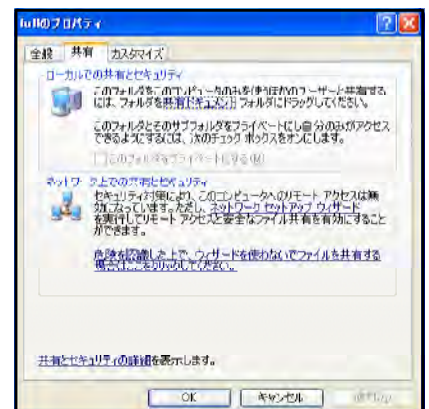 fullのプロパティ
全般 共有 カスタマイズ
ローカルでの共有とセキュリティ
このフォルダをこのコンピュータのみを使うほかのユーザーと共有する
には、フォルダを共有ドキュメント フォルダにドラッグしてください。
このフォルダとそのサブフォルダをプライベートにし自分のみがアクセス
できるようにするには、次のチェック ボックスをオンにします。
このフォルダをプライベートにする(M)
ネットワーク上での共有とセキュリティ
セキュリティ対策により、このコンピュータへのリモート アクセスは無
効になっています。ただし、ネットワーク セットアップ ウィザード
を実行してリモート アクセスと安全なファイル共有を有効にすること
ができます。
危険を認識した上で、ウィザードを使わないでファイルを共有する
場合はここをクリックしてください。
共有とセキュリティの詳細を表示します。
OK キャンセル